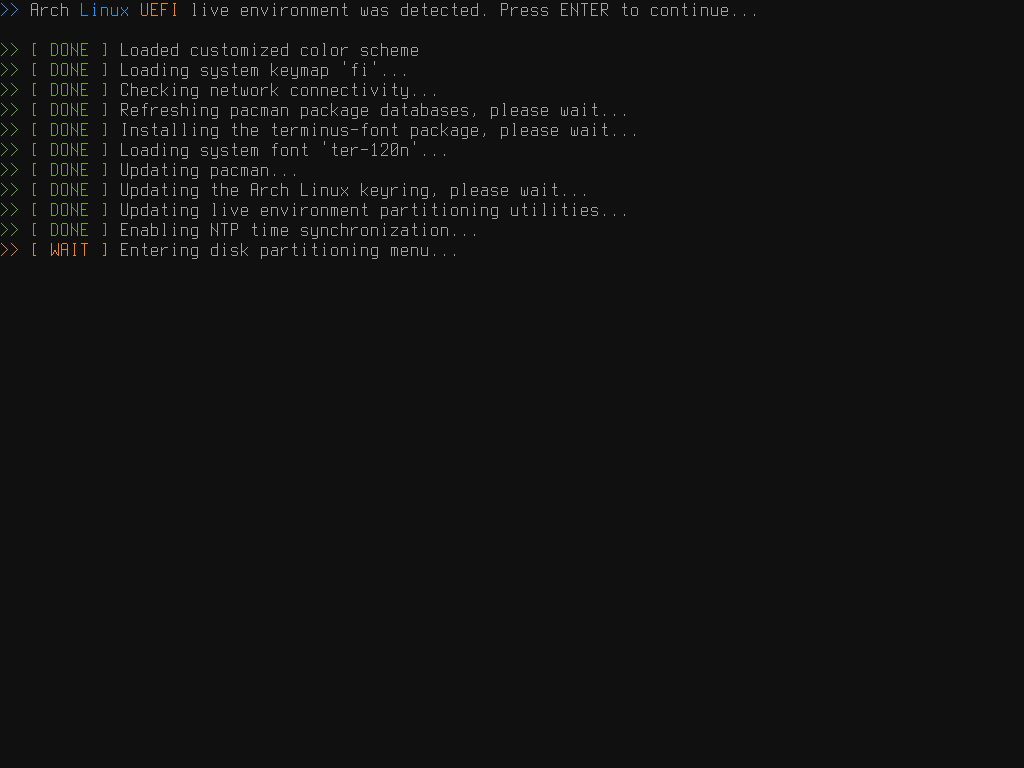 >> Arch Linux UEFI live environment was detected. Press ENTER to continue...
>> [ DONE ] Loaded customized color scheme
>> [ DONE ] Loading system keymap 'fi'...
>> [ DONE ] Checking network connectivity...
>> [ DONE ] Refreshing pacman package databases, please wait...
>> [ DONE ] Installing the terminus-font package, please wait...
>> [ DONE ] Loading system font 'ter-120n'...
>> [ DONE ] Updating pacman...
>> [ DONE ] Updating the Arch Linux keyring, please wait...
>> [ DONE ] Updating live environment partitioning utilities...
>> [ DONE ] Enabling NTP time synchronization...
>> [ WAIT ] Entering disk partitioning menu...